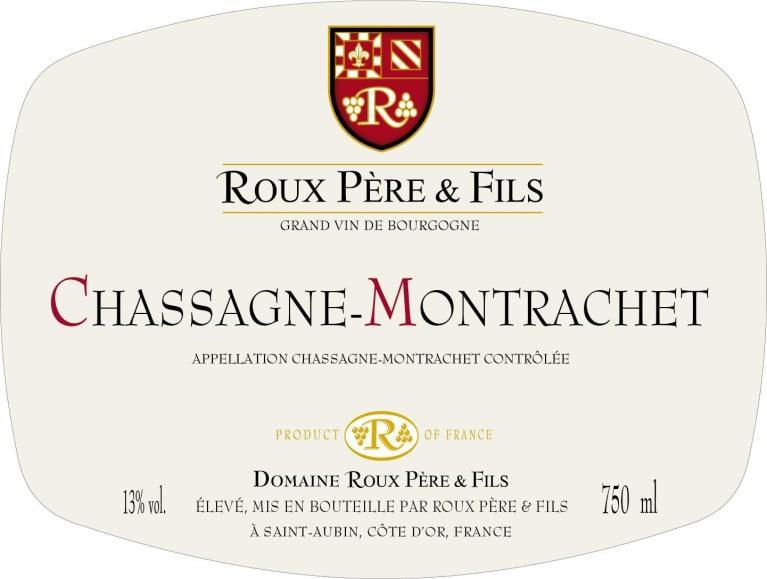 R
ROUX PÈRE & FILS
GRAND VIN DE BOURGOGNE
CHASSAGNE-MONTRACHET
APPELLATION CHASSAGNE-MONTRACHET CONTRÔLÉE
PRODUCT R OF FRANCE
DOMAINE ROUX PÈRE & FILS
13% vol. ÉLEVÉ, MIS EN BOUTEILLE PAR ROUX PÈRE & FILS 750 ml
À SAINT-AUBIN, CÔTE D'OR, FRANCE